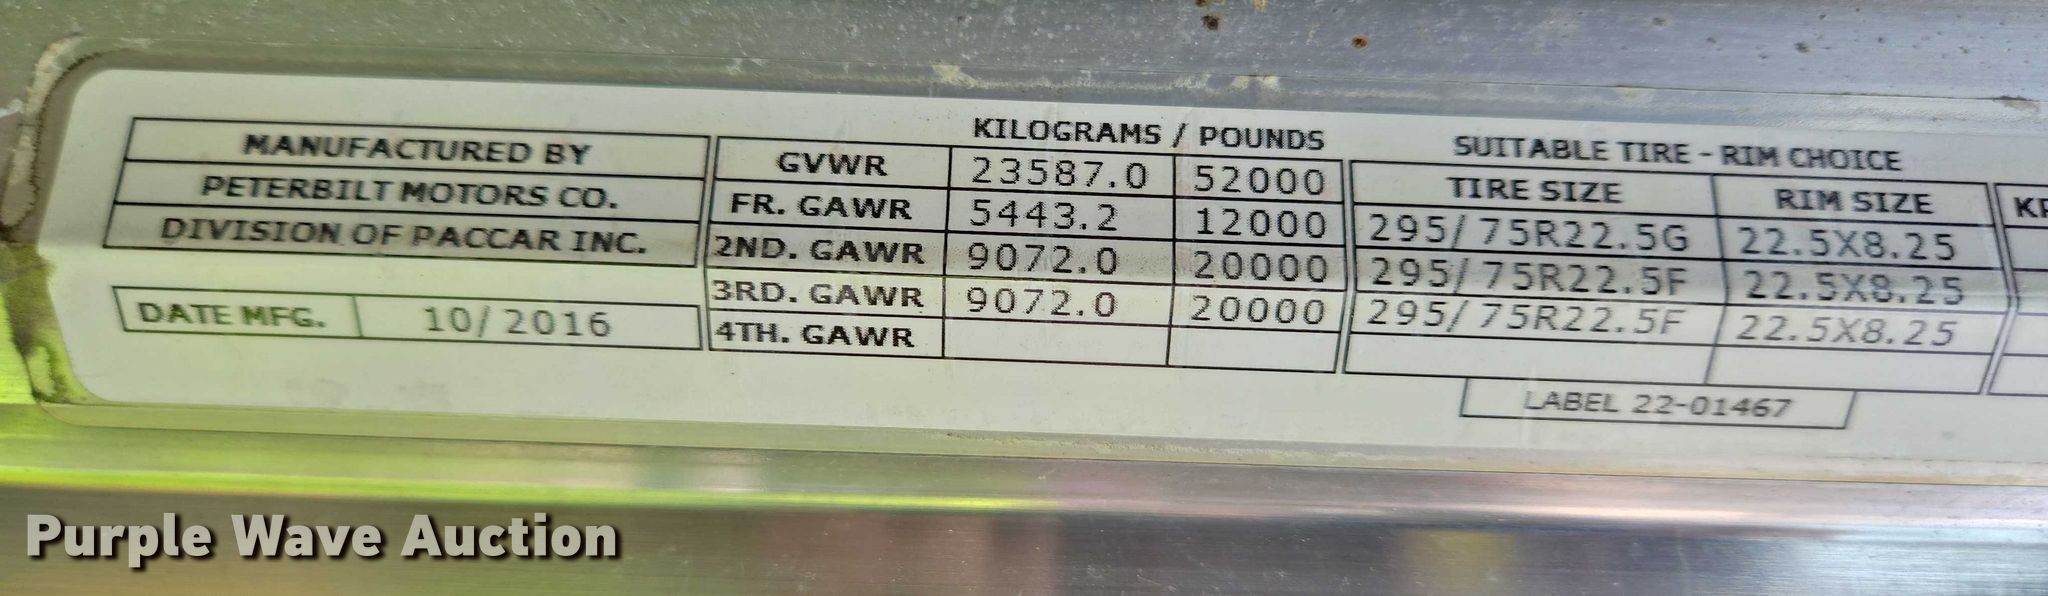 MANUFACTURED BY
PETERBILT MOTORS CO.
DIVISION OF PACCAR INC.
DATE MFG. 10/2016
KILOGRAMS / POUNDS
GVWR 23587.0 52000
FR. GAWR 5443.2 12000
2ND. GAWR 9072.0 20000
3RD. GAWR 9072.0 20000
4TH. GAWR
SUITABLE TIRE - RIM CHOICE
TIRE SIZE RIM SIZE
295/75R22.5G 22.5X8.25
295/75R22.5F 22.5X8.25
295/75R22.5F 22.5X8.25
LABEL 22-01467
Purple Wave Auction